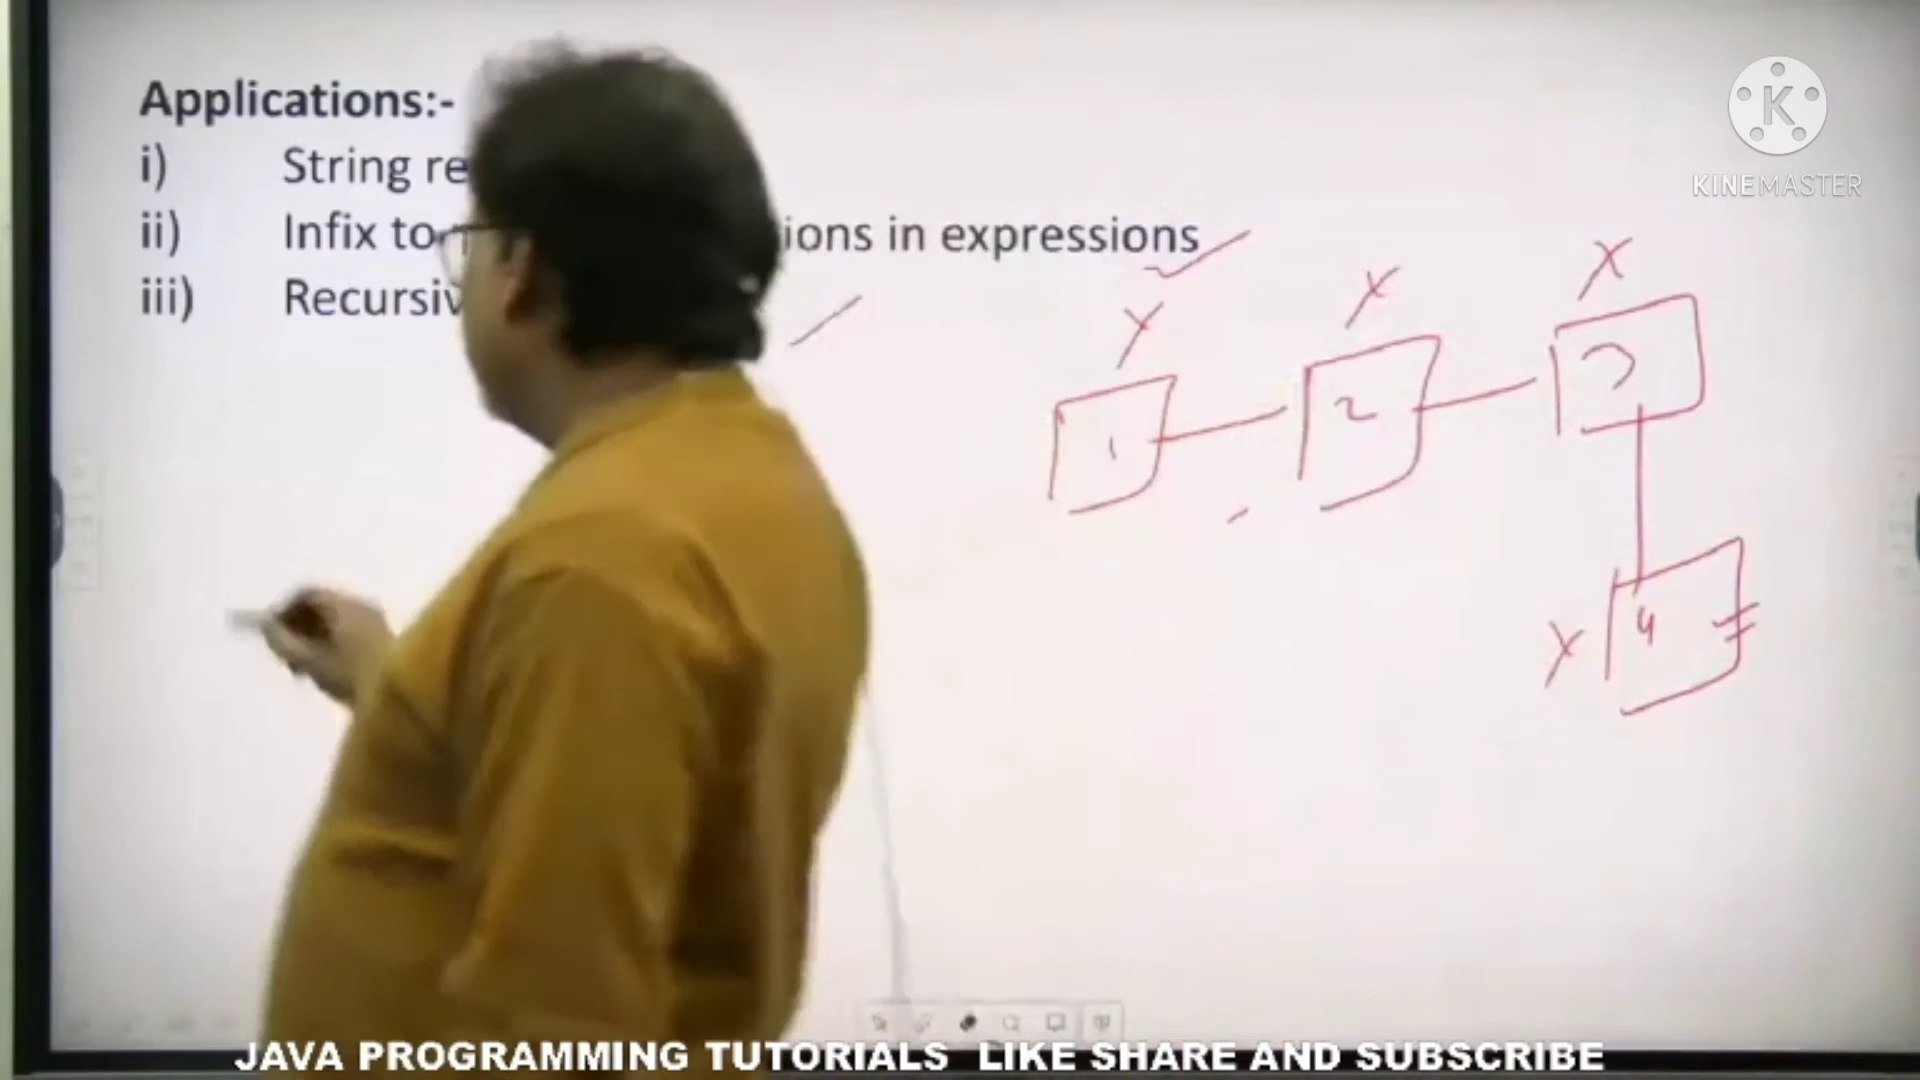 Applications:-
i) String re
ii) Infix to ions in expressions
iii) Recursiv
X X X
1 2 3
X 4
KINEMASTER
JAVA PROGRAMMING TUTORIALS LIKE SHARE AND SUBSCRIBE